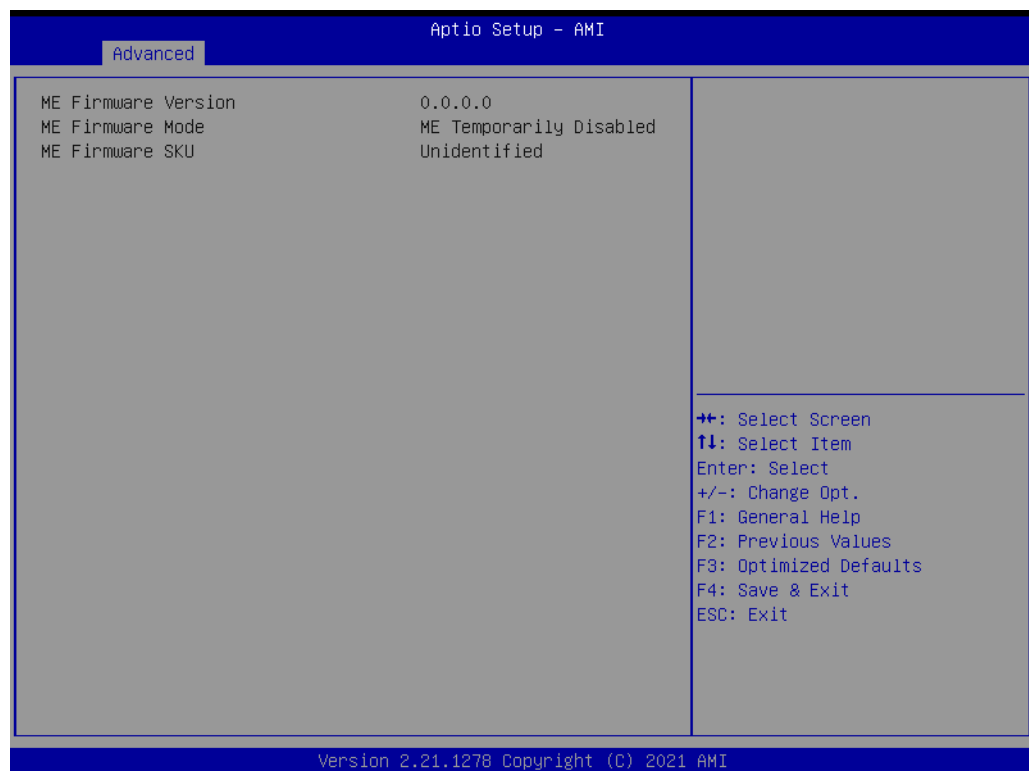 Aptio Setup – AMI
Advanced
ME Firmware Version 0.0.0.0
ME Firmware Mode ME Temporarily Disabled
ME Firmware SKU Unidentified
→←: Select Screen
↑↓: Select Item
Enter: Select
+/-: Change Opt.
F1: General Help
F2: Previous Values
F3: Optimized Defaults
F4: Save & Exit
ESC: Exit
Version 2.21.1278 Copyright (C) 2021 AMI